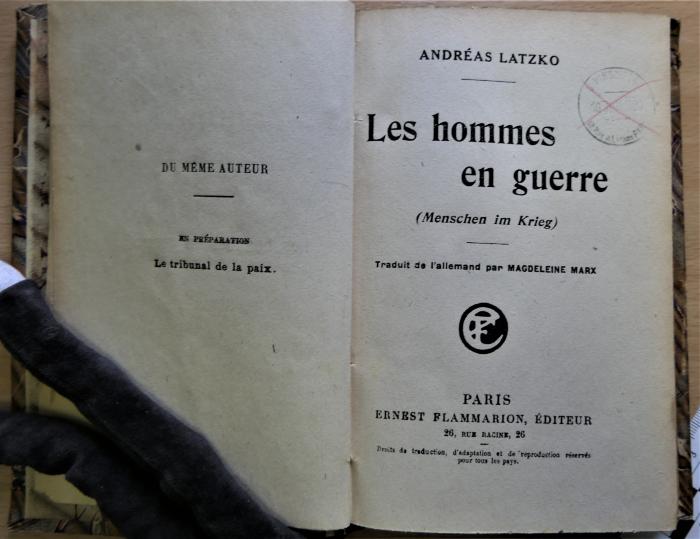 DU MÊME AUTEUR
EN PRÉPARATION
Le tribunal de la paix.
ANDRÉAS LATZKO
Les hommes
en guerre
(Menschen im Krieg)
Traduit de l'allemand par MAGDELEINE MARX
PARIS
ERNEST FLAMMARION, ÉDITEUR
26, RUE RACINE, 26
Droits de traduction, d'adaptation et de reproduction réservés
pour tous les pays.